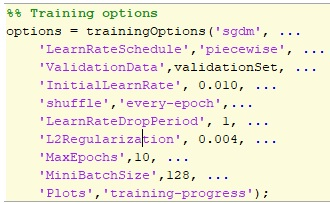 %% Training options
options = trainingOptions('sgdm', ...
'LearnRateSchedule','piecewise', ...
'ValidationData',validationSet, ...
'InitialLearnRate', 0.010, ...
'shuffle','every-epoch',...
'LearnRateDropPeriod', 1, ...
'L2Regularization', 0.004, ...
'MaxEpochs',10, ...
'MiniBatchSize',128, ...
'Plots','training-progress');